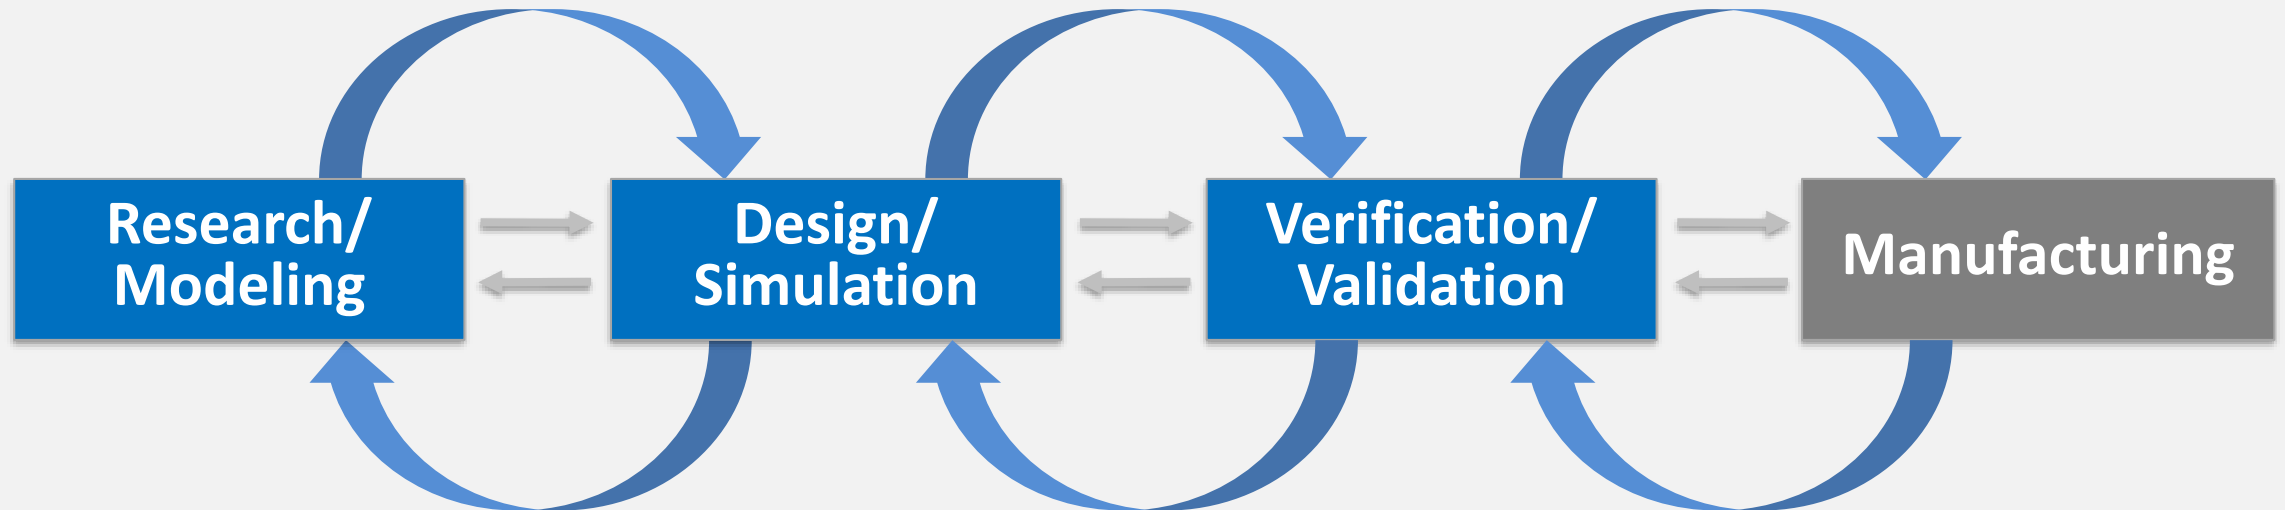 Research/
Modeling
Design/
Simulation
Verification/
Validation
Manufacturing